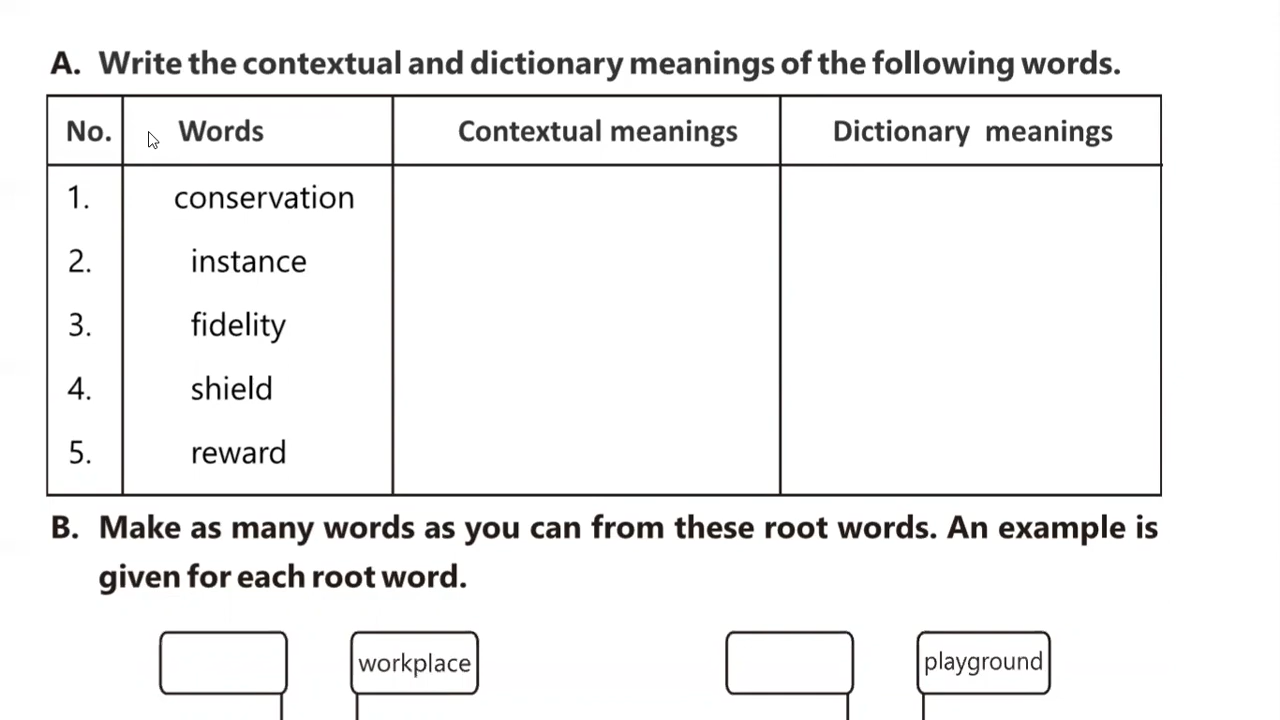 A. Write the contextual and dictionary meanings of the following words.
No. Words Contextual meanings Dictionary meanings
1. conservation
2. instance
3. fidelity
4. shield
5. reward
B. Make as many words as you can from these root words. An example is
given for each root word.
workplace playground